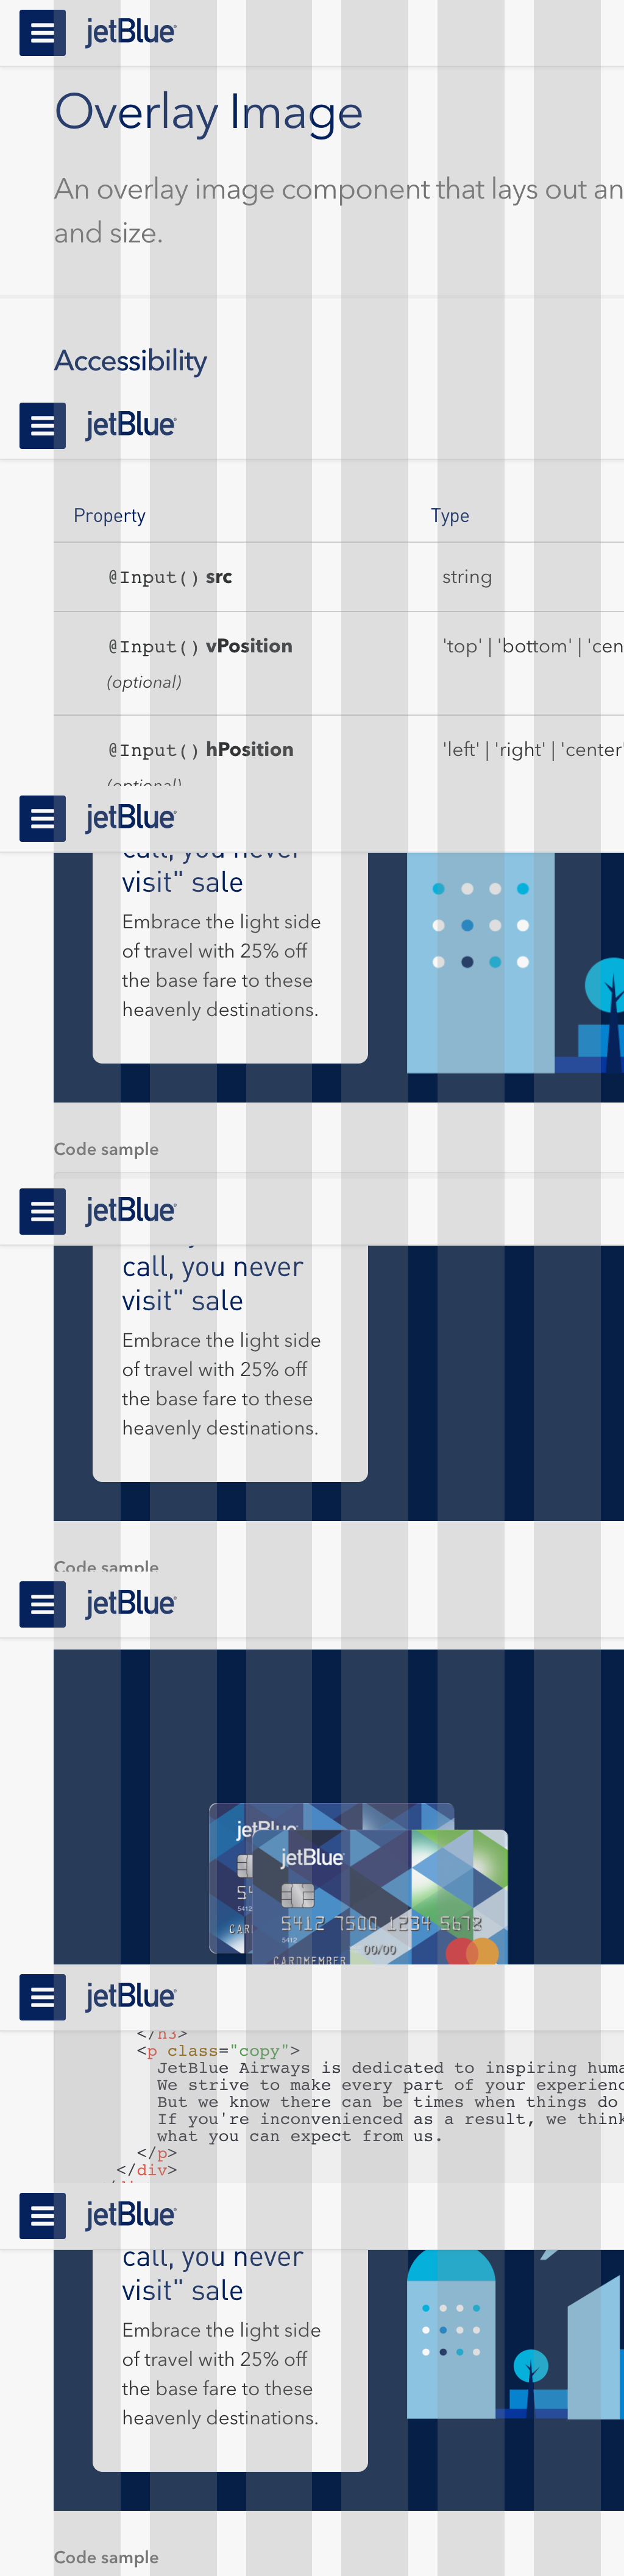 jetBlue
Overlay Image
An overlay image component that lays out an
and size.
Accessibility
jetBlue
Property Type
@Input() src string
@Input() vPosition 'top' | 'bottom' | 'cen
(optional)
@Input() hPosition 'left' | 'right' | 'center'
(optional)
jetBlue
call, you never
visit" sale
Embrace the light side
of travel with 25% off
the base fare to these
heavenly destinations.
Code sample
jetBlue
call, you never
visit" sale
Embrace the light side
of travel with 25% off
the base fare to these
heavenly destinations.
Code sample
jetBlue
jetBlue
jetBlue
5412 7500 1234 5678
5412
00/00
CARDMEMBER
jetBlue
</h3>
<p class="copy">
JetBlue Airways is dedicated to inspiring huma
We strive to make every part of your experienc
But we know there can be times when things do
If you're inconvenienced as a result, we think
what you can expect from us.
</p>
</div>
jetBlue
call, you never
visit" sale
Embrace the light side
of travel with 25% off
the base fare to these
heavenly destinations.
Code sample